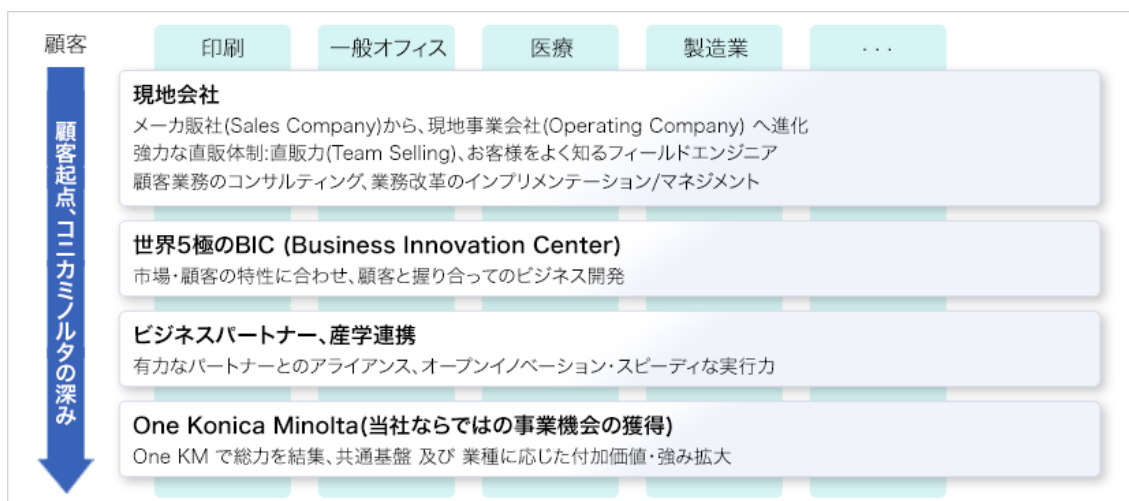 顧客
印刷
一般オフィス
医療
製造業
・・・
顧客起点、コニカミノルタの深み
現地会社
メーカ販社(Sales Company)から、現地事業会社(Operating Company) へ進化
強力な直販体制:直販力(Team Selling)、お客様をよく知るフィールドエンジニア
顧客業務のコンサルティング、業務改革のインプリメンテーション/マネジメント
世界5極のBIC (Business Innovation Center)
市場・顧客の特性に合わせ、顧客と握り合ってのビジネス開発
ビジネスパートナー、産学連携
有力なパートナーとのアライアンス、オープンイノベーション・スピーディな実行力
One Konica Minolta(当社ならではの事業機会の獲得)
One KM で総力を結集、共通基盤 及び 業種に応じた付加価値・強み拡大